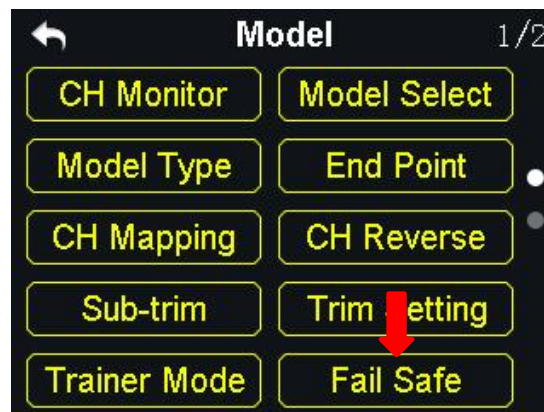 Model 1/2
CH Monitor Model Select
Model Type End Point
CH Mapping CH Reverse
Sub-trim Trim Setting
Trainer Mode Fail Safe